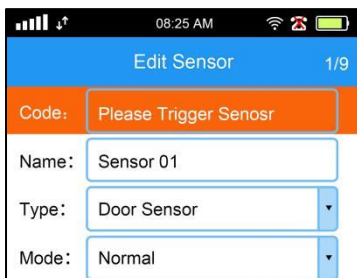 08:25 AM
Edit Sensor 1/9
Code: Please Trigger Senosr
Name: Sensor 01
Type: Door Sensor
Mode: Normal